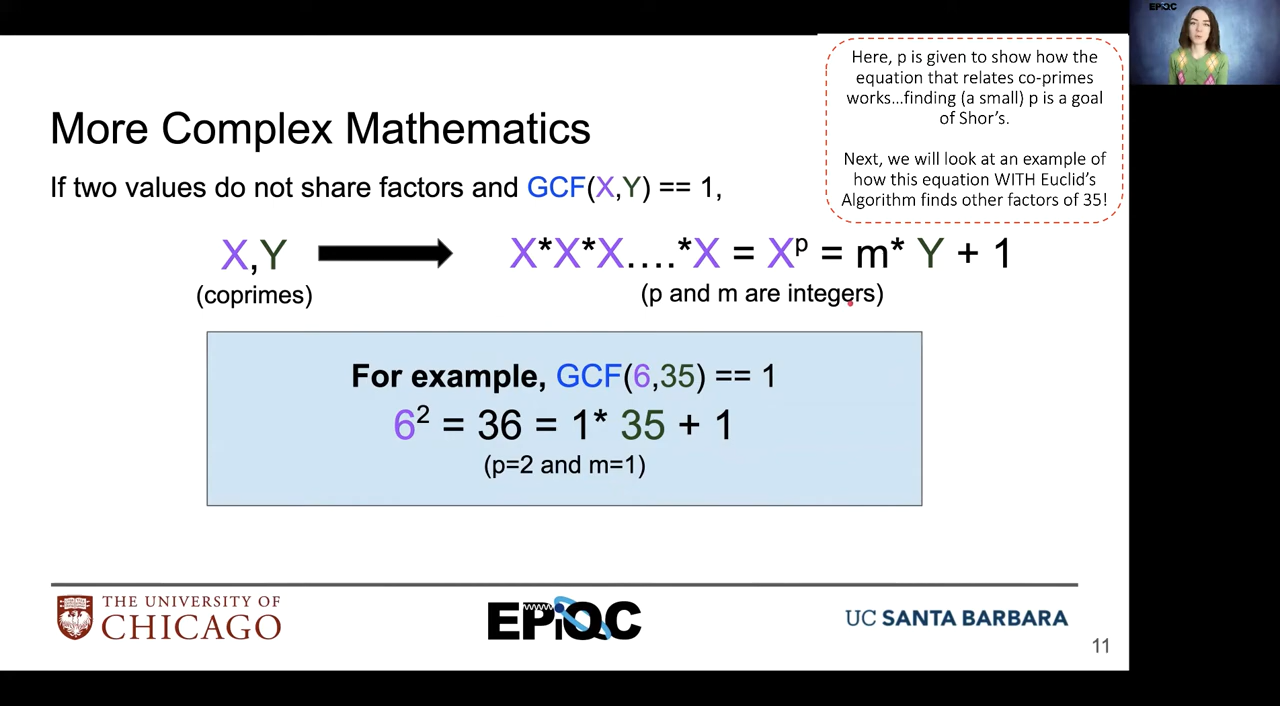 EPiQC
Here, p is given to show how the
equation that relates co-primes
works...finding (a small) p is a goal
of Shor's.
Next, we will look at an example of
how this equation WITH Euclid's
Algorithm finds other factors of 35!
More Complex Mathematics
If two values do not share factors and GCF(X,Y) == 1,
X,Y
(coprimes)
X*X*X....*X = X^p = m* Y + 1
(p and m are integers)
For example, GCF(6,35) == 1
6² = 36 = 1* 35 + 1
(p=2 and m=1)
THE UNIVERSITY OF
CHICAGO
EPiQC
UC SANTA BARBARA
11